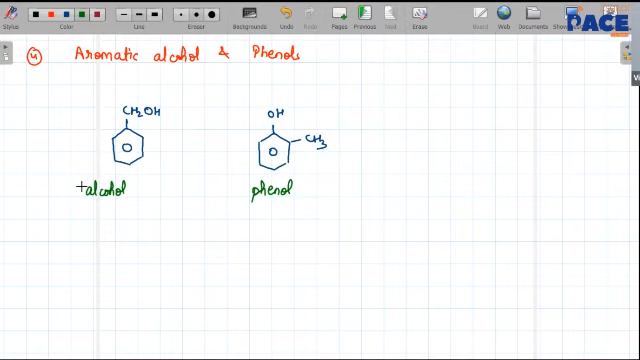 Stylus
Color
Line
Eraser
Backgrounds
Undo
Redo
Pages
Previous
Next
Erase
Web
Documents
PACE
4 Aromatic alcohol & Phenols
CH2OH
OH
CH3
alcohol
phenol